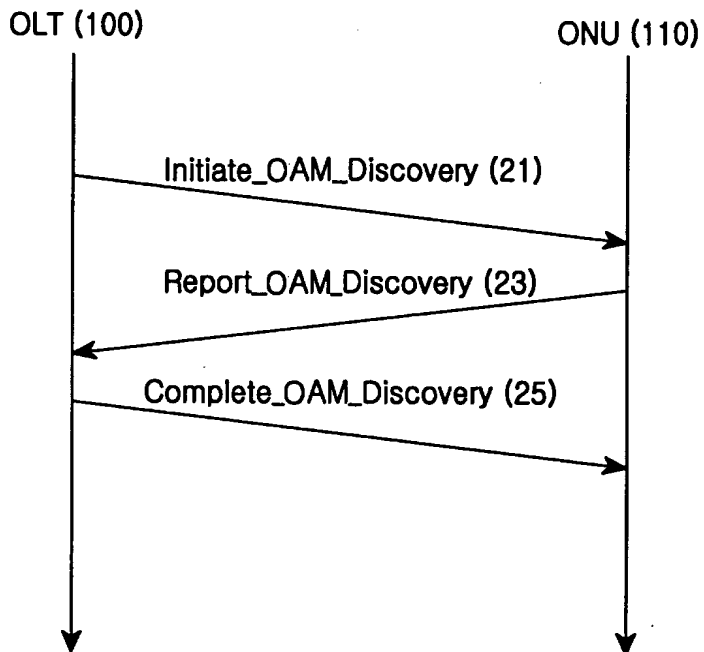 OLT (100)
ONU (110)
Initiate_OAM_Discovery (21)
Report_OAM_Discovery (23)
Complete_OAM_Discovery (25)